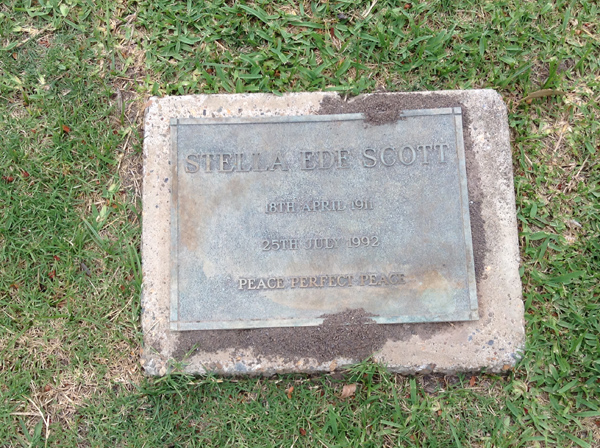 STELLA EDE SCOTT
18TH APRIL 1911
25TH JULY 1992
PEACE PERFECT PEACE